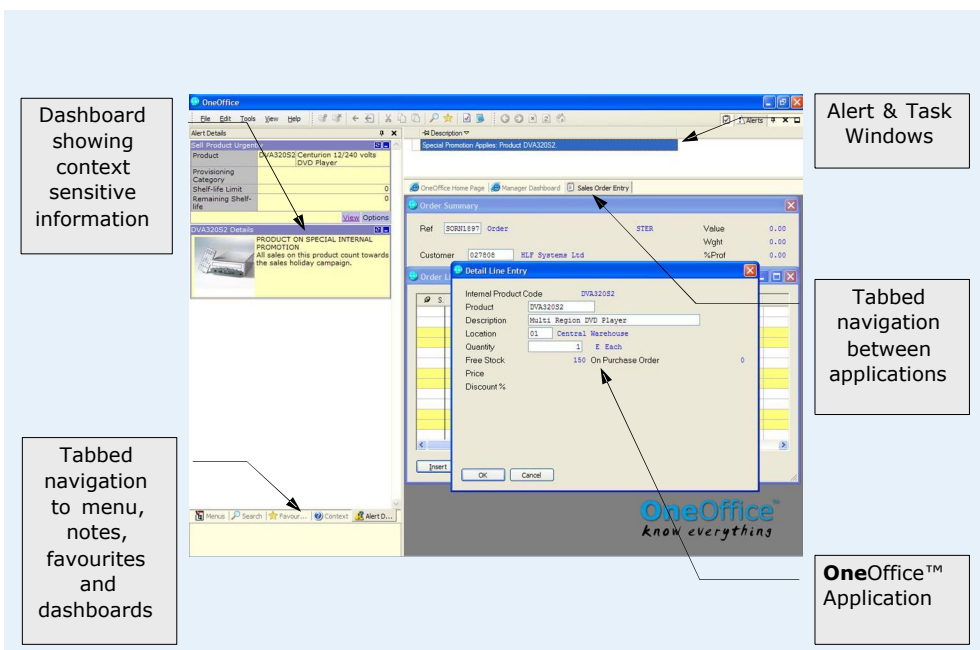 Dashboard
showing
context
sensitive
information
Tabbed
navigation
to menu,
notes,
favourites
and
dashboards
Alert & Task
Windows
Tabbed
navigation
between
applications
OneOffice™
Application
OneOffice
File Edit Tools View Help
Alerts
Alert Details
Sell Product Urgently
Product DVA320S2 Centurion 12/240 volts
DVD Player
Provisioning
Category
Shelf-life Limit 0
Remaining Shelf-
life 0
View Options
DVA320S2 Details
PRODUCT ON SPECIAL INTERNAL
PROMOTION
All sales on this product count towards
the sales holiday campaign.
Menus Search Favour... Context Alert D...
Description
Special Promotion Applies: Product DVA320S2.
OneOffice Home Page Manager Dashboard Sales Order Entry
Order Summary
Ref SORN1897 Order STER Value 0.00
Wght 0.00
Customer 027808 HLF Systems Ltd %Prof 0.00
Order L
S.
Insert
Detail Line Entry
Internal Product Code DVA320S2
Product DVA320S2
Description Multi Region DVD Player
Location 01 Central Warehouse
Quantity 1 E Each
Free Stock 150 On Purchase Order 0
Price
Discount %
OK Cancel
OneOffice™
know everything